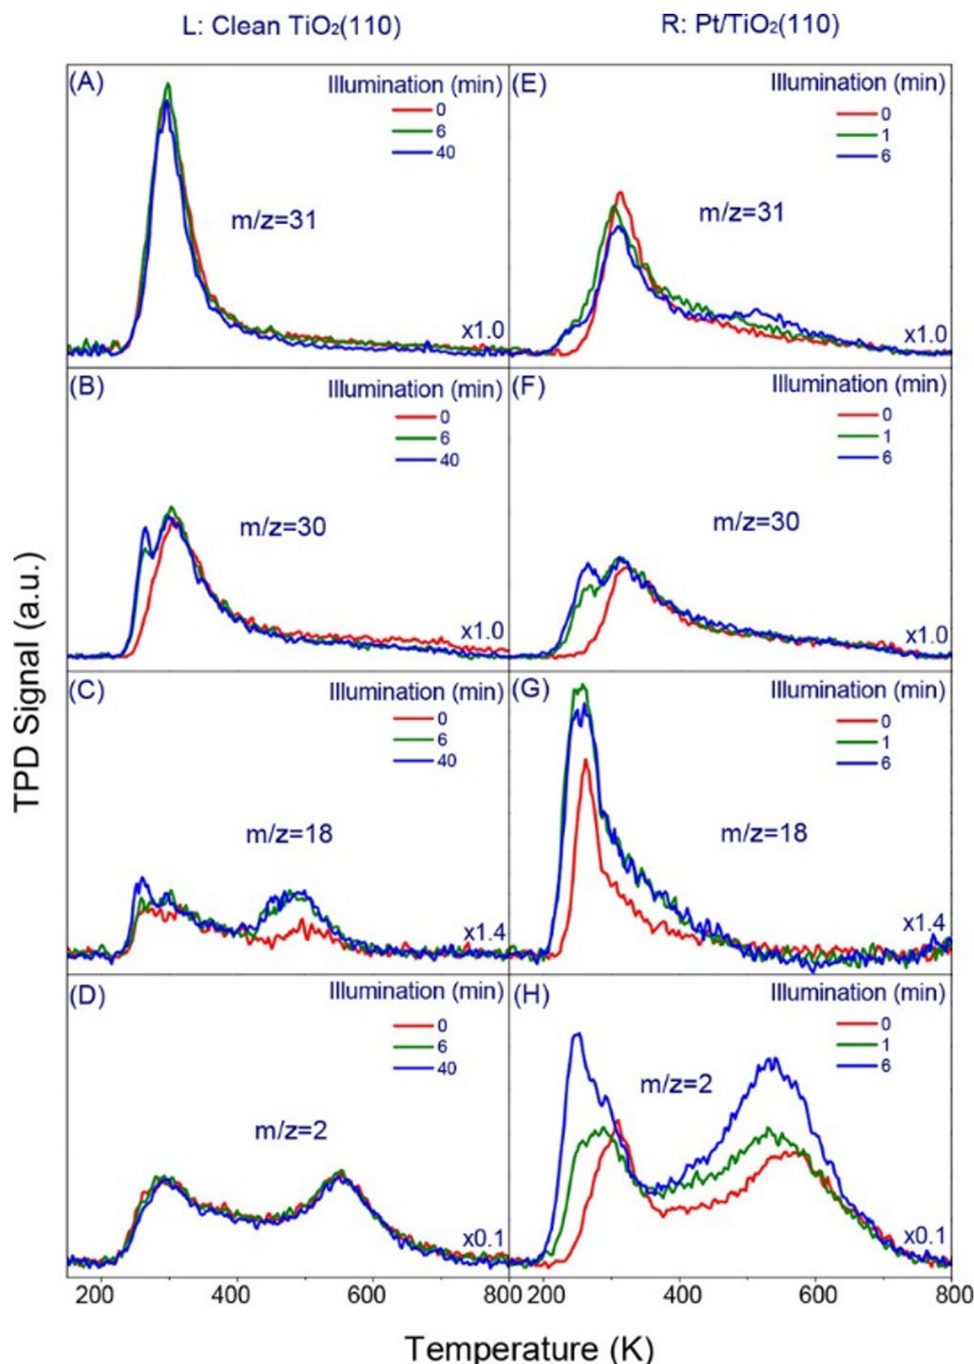 L: Clean TiO₂(110)
R: Pt/TiO₂(110)
(A)
Illumination (min)
0
6
40
m/z=31
x1.0
(E)
Illumination (min)
0
1
6
m/z=31
x1.0
(B)
Illumination (min)
0
6
40
m/z=30
x1.0
(F)
Illumination (min)
0
1
6
m/z=30
x1.0
(C)
Illumination (min)
0
6
40
m/z=18
x1.4
(G)
Illumination (min)
0
1
6
m/z=18
x1.4
(D)
Illumination (min)
0
6
40
m/z=2
x0.1
(H)
Illumination (min)
0
1
6
m/z=2
x0.1
TPD Signal (a.u.)
200 400 600 800 200 400 600 800
Temperature (K)